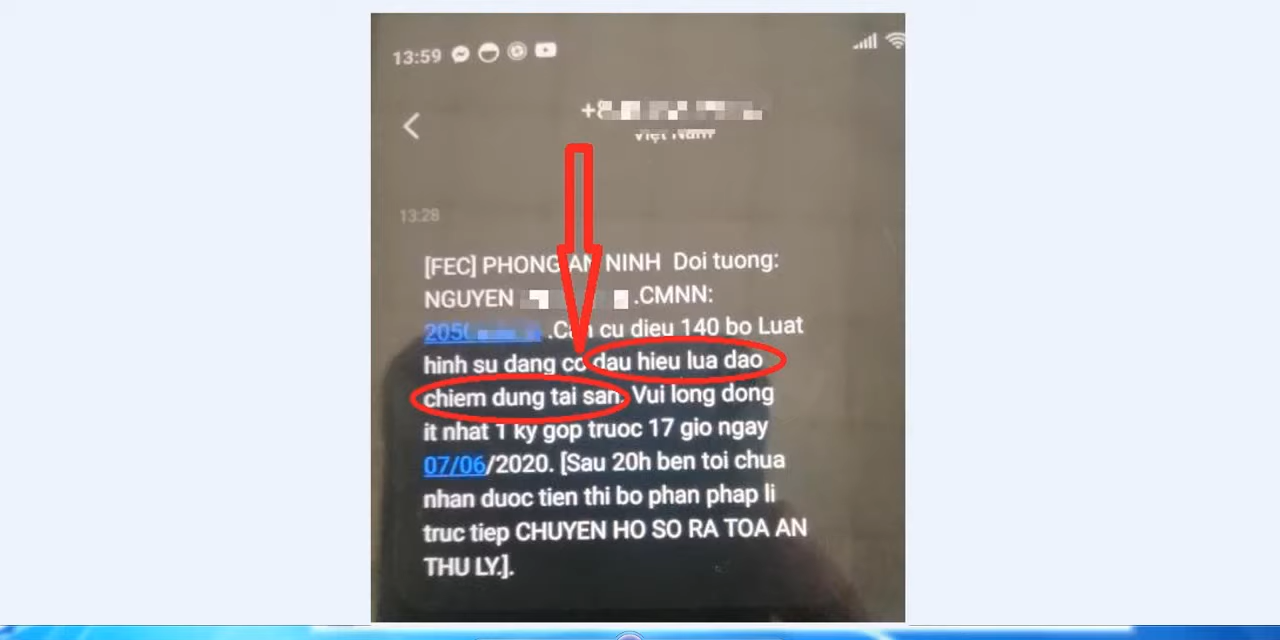 13:59
Việt Nam
13:28
[FEC] PHONG AN NINH Doi tuong:
NGUYEN .CMNN:
205 .Can cu dieu 140 bo Luat
hinh su dang co dau hieu lua dao
chiem dung tai san. Vui long dong
it nhat 1 ky gop truoc 17 gio ngay
07/06/2020. [Sau 20h ben toi chua
nhan duoc tien thi bo phan phap li
truc tiep CHUYEN HO SO RA TOA AN
THU LY.].